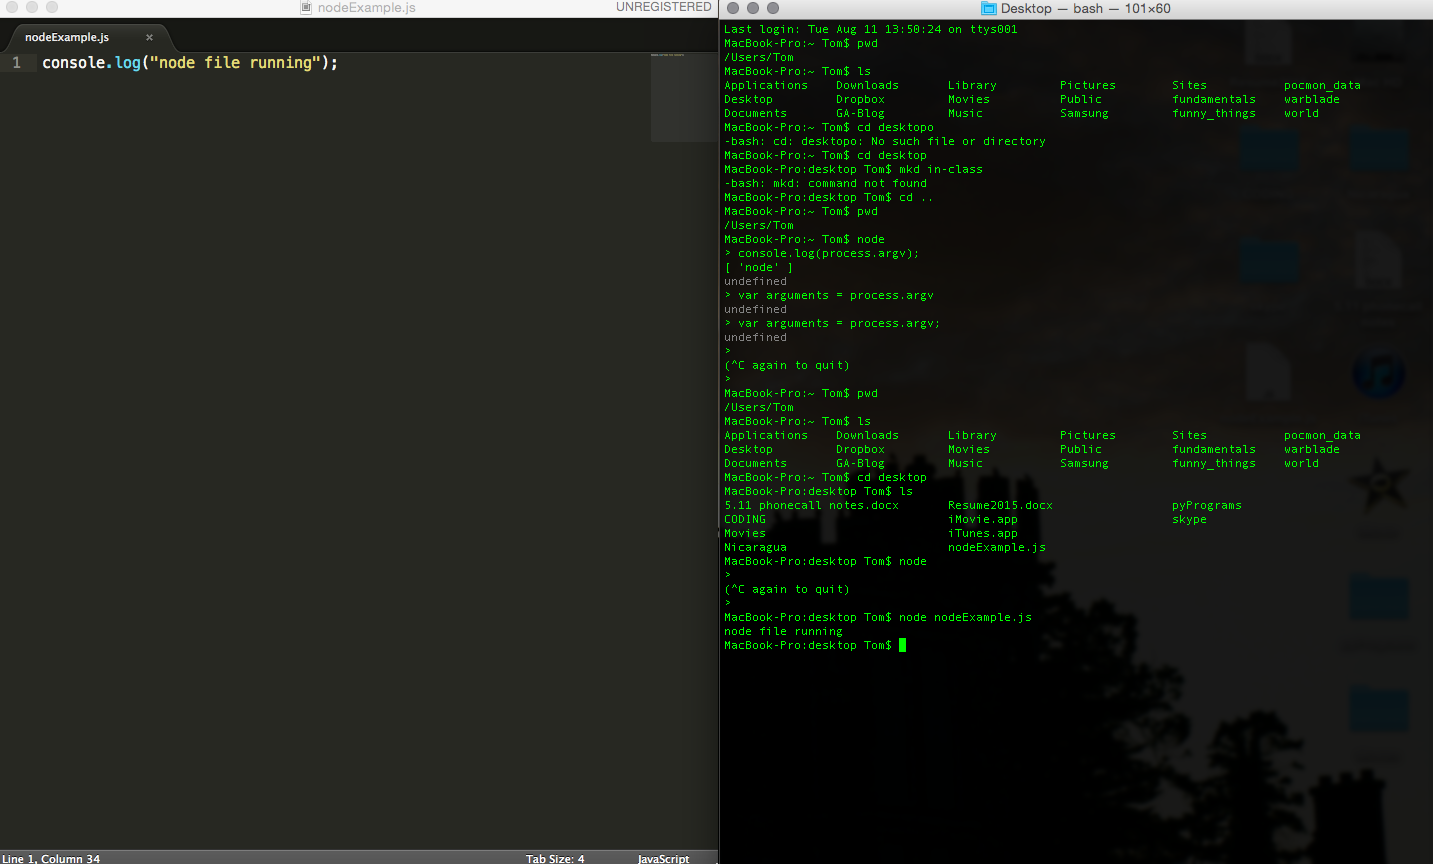 nodeExample.js
UNREGISTERED
nodeExample.js ×
1 console.log("node file running");
Line 1, Column 34
Tab Size: 4
JavaScript
Desktop — bash — 101×60
Last login: Tue Aug 11 13:50:24 on ttys001
MacBook-Pro:~ Tom$ pwd
/Users/Tom
MacBook-Pro:~ Tom$ ls
Applications Downloads Library Pictures Sites pocmon_data
Desktop Dropbox Movies Public fundamentals warblade
Documents GA-Blog Music Samsung funny_things world
MacBook-Pro:~ Tom$ cd desktopo
-bash: cd: desktopo: No such file or directory
MacBook-Pro:~ Tom$ cd desktop
MacBook-Pro:desktop Tom$ mkd in-class
-bash: mkd: command not found
MacBook-Pro:desktop Tom$ cd ..
MacBook-Pro:~ Tom$ pwd
/Users/Tom
MacBook-Pro:~ Tom$ node
> console.log(process.argv);
[ 'node' ]
undefined
> var arguments = process.argv
undefined
> var arguments = process.argv;
undefined
>
(^C again to quit)
>
MacBook-Pro:~ Tom$ pwd
/Users/Tom
MacBook-Pro:~ Tom$ ls
Applications Downloads Library Pictures Sites pocmon_data
Desktop Dropbox Movies Public fundamentals warblade
Documents GA-Blog Music Samsung funny_things world
MacBook-Pro:~ Tom$ cd desktop
MacBook-Pro:desktop Tom$ ls
5.11 phonecall notes.docx Resume2015.docx pyPrograms
CODING iMovie.app skype
Movies iTunes.app
Nicaragua nodeExample.js
MacBook-Pro:desktop Tom$ node
>
(^C again to quit)
>
MacBook-Pro:desktop Tom$ node nodeExample.js
node file running
MacBook-Pro:desktop Tom$